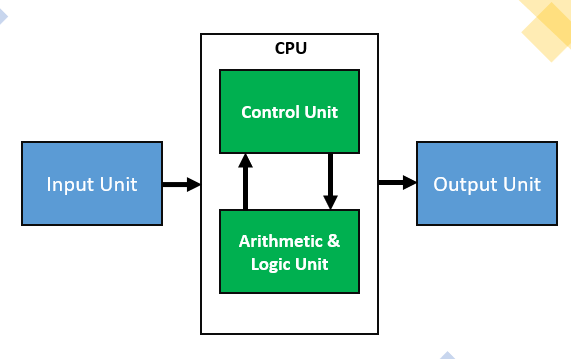 CPU
Control Unit
Input Unit
Output Unit
Arithmetic &
Logic Unit